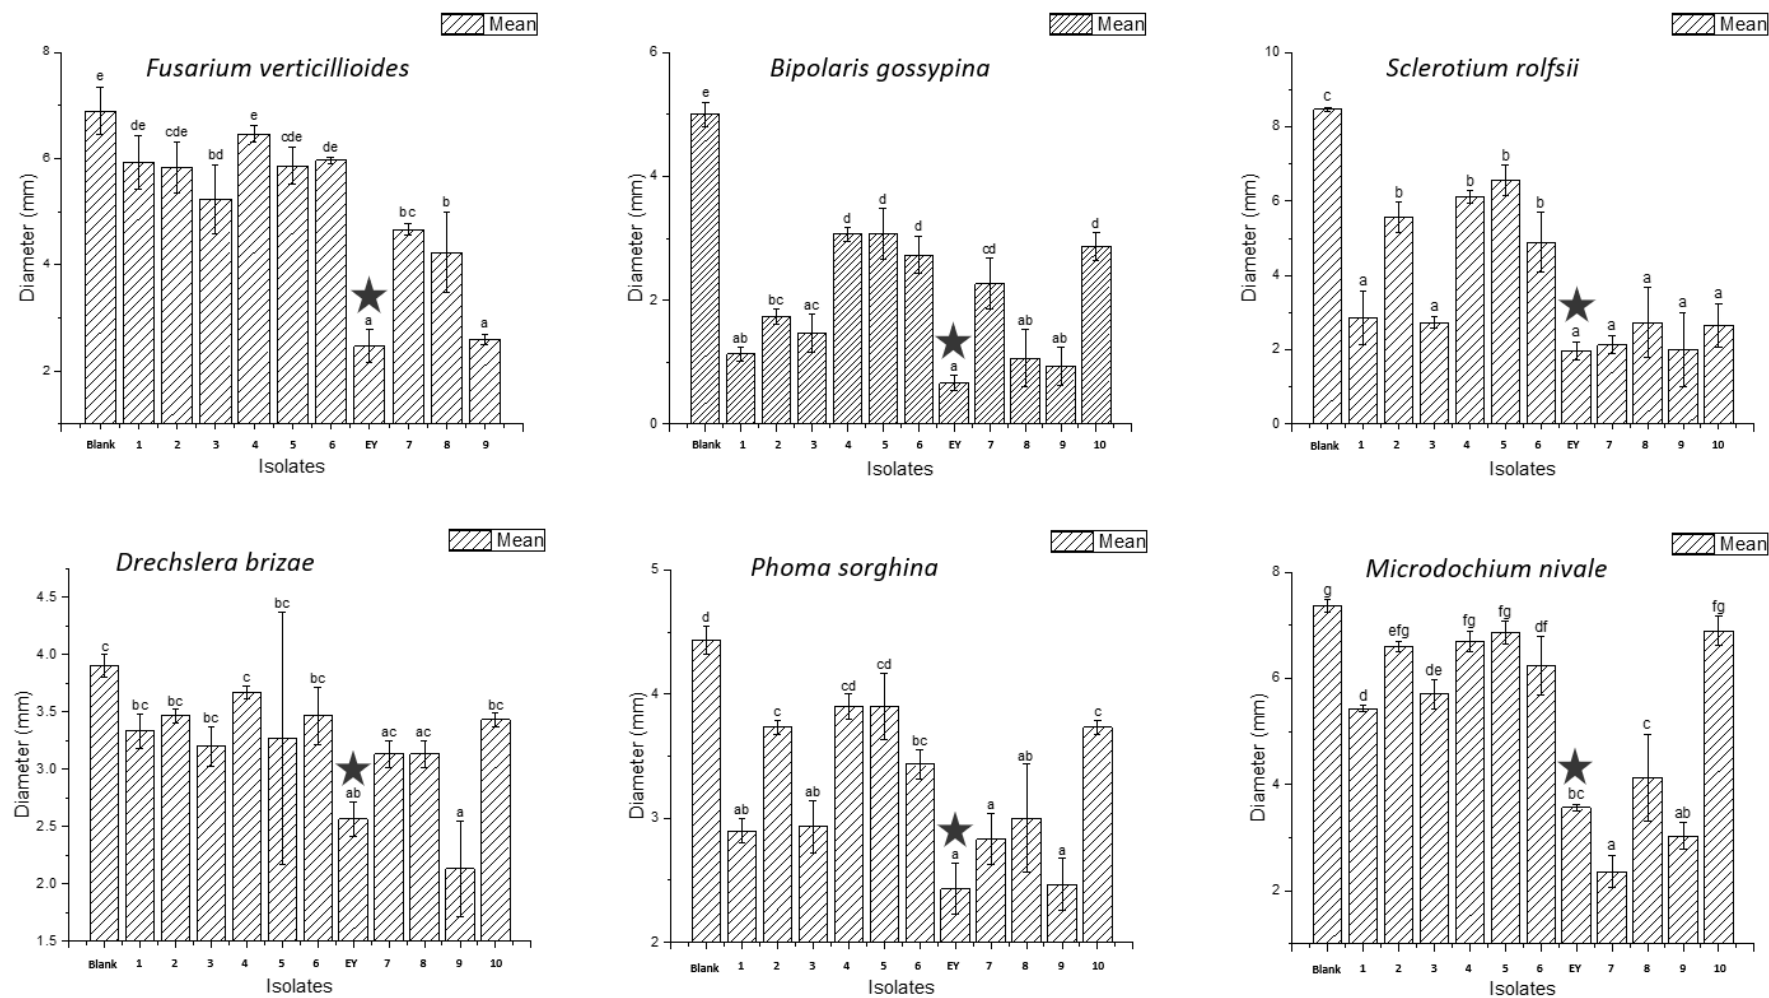 Mean
Fusarium verticillioides
Diameter (mm)
8
6
4
2
e
de
cde
bd
e
cde
de
a
bc
b
a
Blank 1 2 3 4 5 6 EY 7 8 9
Isolates
Mean
Bipolaris gossypina
Diameter (mm)
6
4
2
0
e
ab
bc
ac
d
d
d
a
cd
ab
ab
d
Blank 1 2 3 4 5 6 EY 7 8 9 10
Isolates
Mean
Sclerotium rolfsii
Diameter (mm)
10
8
6
4
2
0
c
a
b
a
b
b
b
a
a
a
a
a
Blank 1 2 3 4 5 6 EY 7 8 9 10
Isolates
Mean
Drechslera brizae
Diameter (mm)
4.5
4.0
3.5
3.0
2.5
2.0
1.5
c
bc
bc
bc
c
bc
bc
ab
ac
ac
a
bc
Blank 1 2 3 4 5 6 EY 7 8 9 10
Isolates
Mean
Phoma sorghina
Diameter (mm)
5
4
3
2
d
ab
c
ab
cd
cd
bc
a
a
ab
a
c
Blank 1 2 3 4 5 6 EY 7 8 9 10
Isolates
Mean
Microdochium nivale
Diameter (mm)
8
6
4
2
g
d
efg
de
fg
fg
df
bc
a
c
ab
fg
Blank 1 2 3 4 5 6 EY 7 8 9 10
Isolates